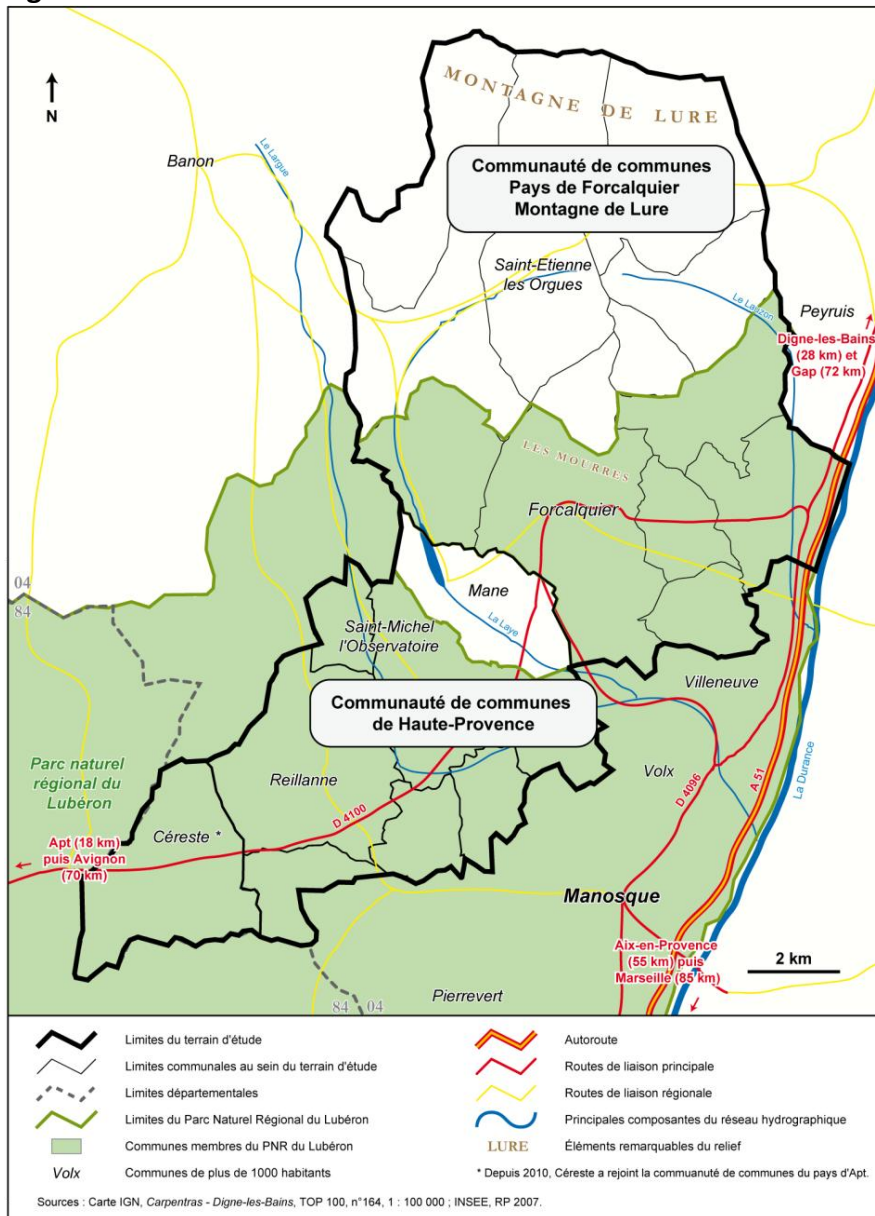 N
MONTAGNE DE LURE
Banon
Le Largue
Communauté de communes
Pays de Forcalquier
Montagne de Lure
Saint-Etienne
les Orgues
Le Lauzon
Peyruis
Digne-les-Bains
(28 km) et
Gap (72 km)
LES MOURRES
Forcalquier
Mane
La Laye
04
84
Saint-Michel
l'Observatoire
Villeneuve
Communauté de communes
de Haute-Provence
Parc naturel
régional du
Lubéron
Reillanne
Volx
D 4096
A 51
La Durance
D 4100
Céreste *
Apt (18 km)
puis Avignon
(70 km)
Manosque
Aix-en-Provence
(55 km) puis
Marseille (85 km)
2 km
Pierrevert
84 04
Limites du terrain d'étude
Limites communales au sein du terrain d'étude
Limites départementales
Limites du Parc Naturel Régional du Lubéron
Communes membres du PNR du Lubéron
Volx Communes de plus de 1000 habitants
Autoroute
Routes de liaison principale
Routes de liaison régionale
Principales composantes du réseau hydrographique
LURE Éléments remarquables du relief
* Depuis 2010, Céreste a rejoint la commuanuté de communes du pays d'Apt.
Sources : Carte IGN, Carpentras - Digne-les-Bains, TOP 100, n°164, 1 : 100 000 ; INSEE, RP 2007.